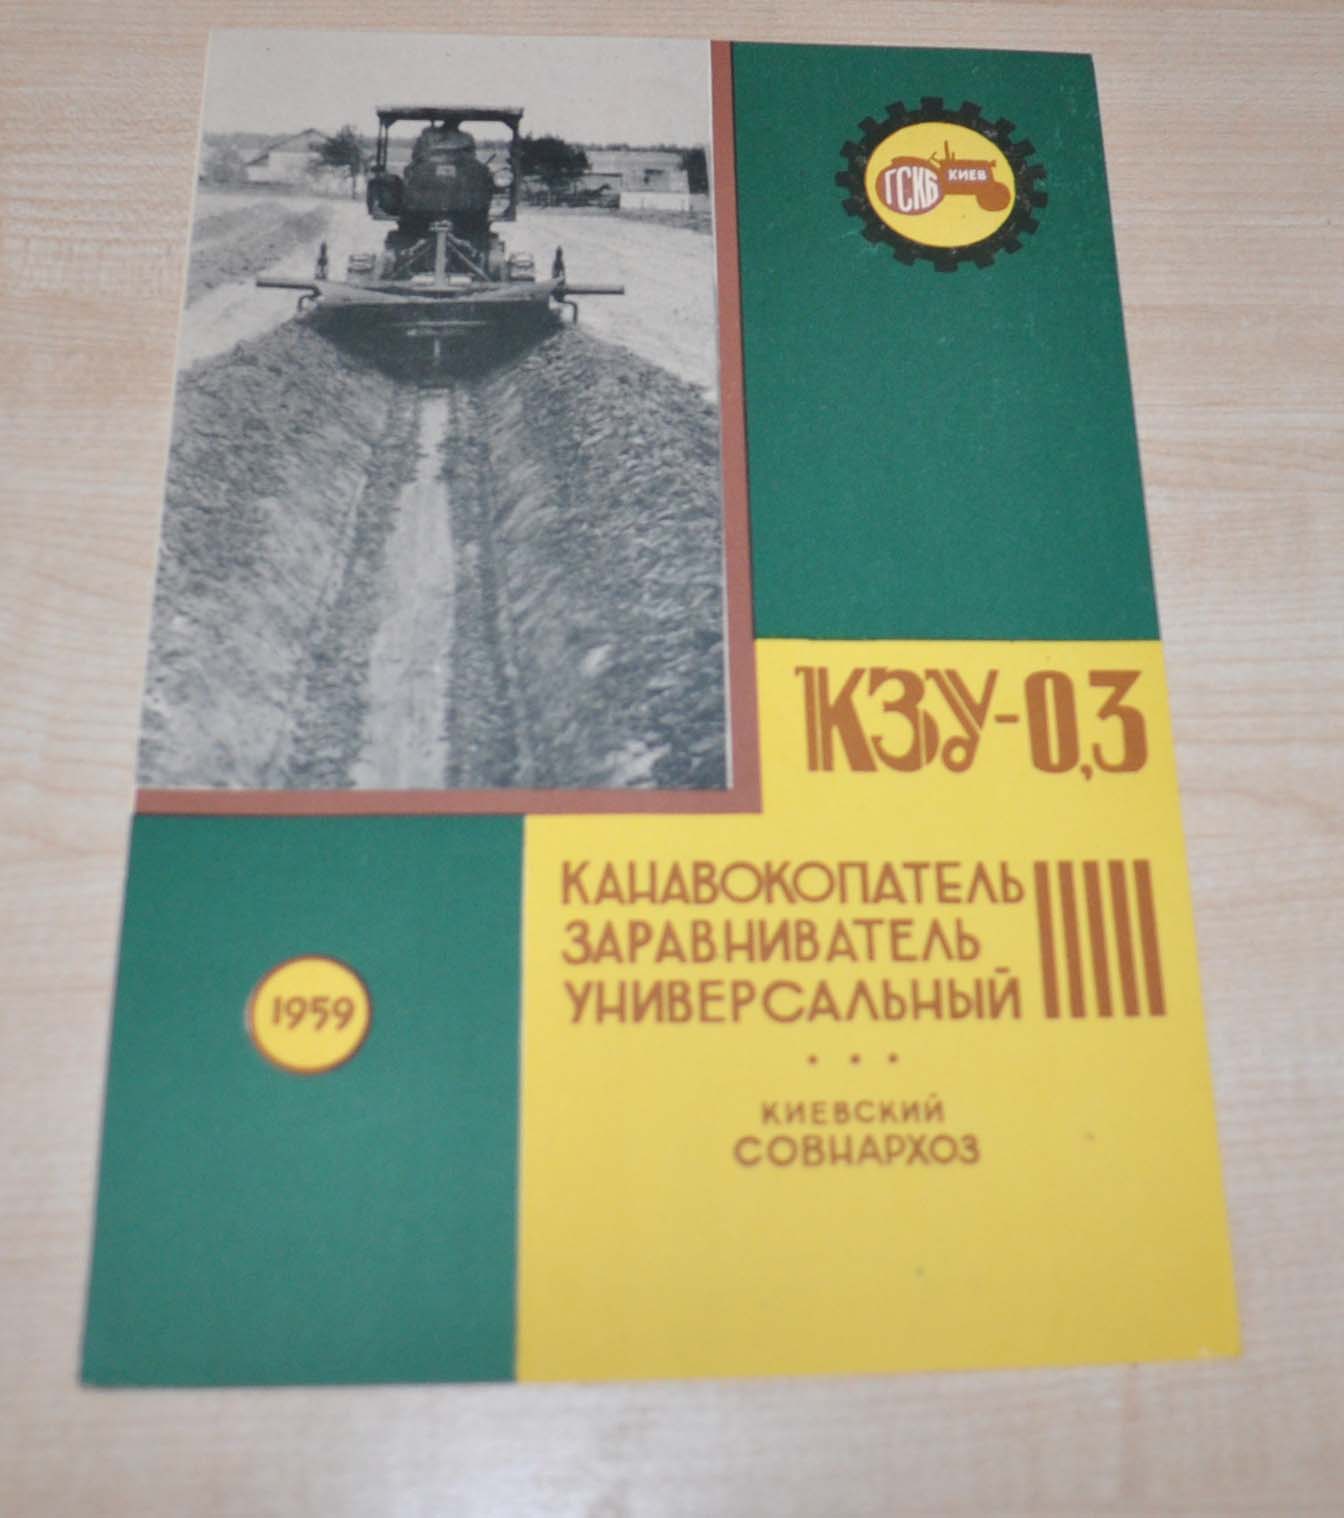 ГСКБ
КИЕВ
КЗУ-0,3
КАНАВОКОПАТЕЛЬ
ЗАРАВНИВАТЕЛЬ
УНИВЕРСАЛЬНЫЙ
1959
КИЕВСКИЙ
СОВНАРХОЗ